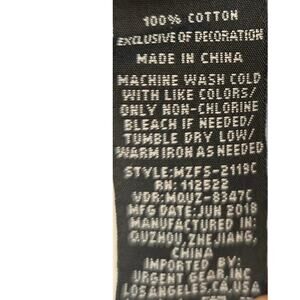 100% COTTON
EXCLUSIVE OF DECORATION
MADE IN CHINA
MACHINE WASH COLD
WITH LIKE COLORS/
ONLY NON-CHLORINE
BLEACH IF NEEDED/
TUMBLE DRY LOW/
WARM IRON AS NEEDED
STYLE:MZFS-2119C
RN: 112522
VDR:MQUZ-8347C
MFG DATE:JUN 2018
MANUFACTURED IN:
QUZHOU, ZHEJIANG,
CHINA
IMPORTED BY:
URGENT GEAR,INC
LOS ANGELES,CA,USA